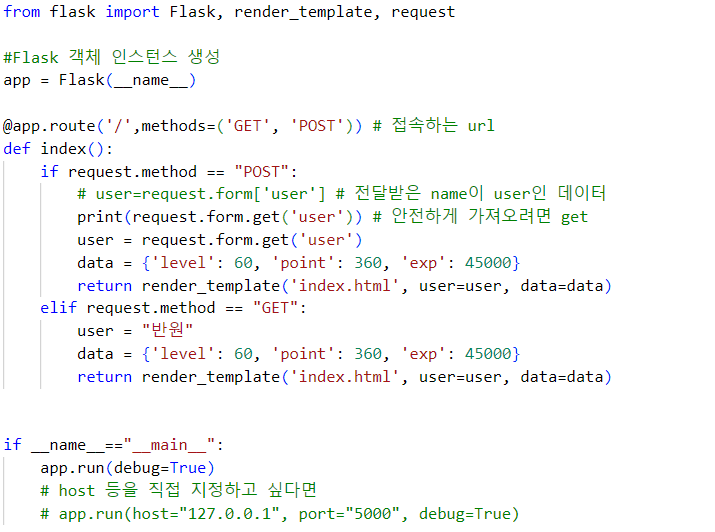 from flask import Flask, render_template, request
#Flask 객체 인스턴스 생성
app = Flask(__name__)
@app.route('/',methods=('GET', 'POST')) # 접속하는 url
def index():
    if request.method == "POST":
        # user=request.form['user'] # 전달받은 name이 user인 데이터
        print(request.form.get('user')) # 안전하게 가져오려면 get
        user = request.form.get('user')
        data = {'level': 60, 'point': 360, 'exp': 45000}
        return render_template('index.html', user=user, data=data)
    elif request.method == "GET":
        user = "반원"
        data = {'level': 60, 'point': 360, 'exp': 45000}
        return render_template('index.html', user=user, data=data)
if __name__=="__main__":
    app.run(debug=True)
    # host 등을 직접 지정하고 싶다면
    # app.run(host="127.0.0.1", port="5000", debug=True)